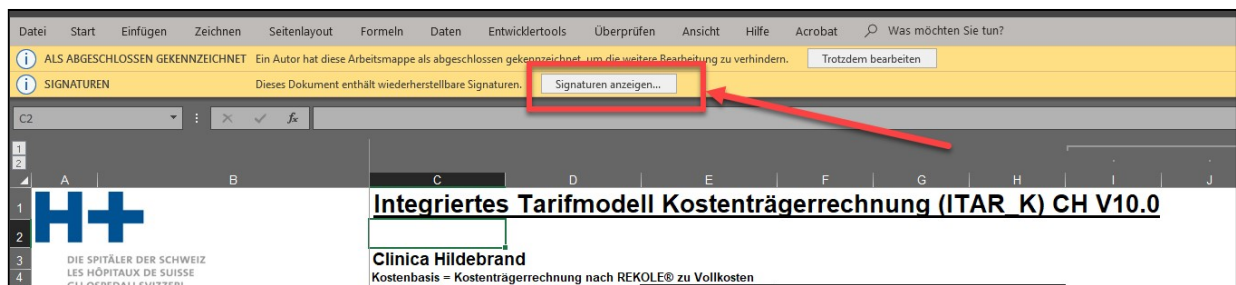 Datei Start Einfügen Zeichnen Seitenlayout Formeln Daten Entwicklertools Überprüfen Ansicht Hilfe Acrobat Was möchten Sie tun?
ALS ABGESCHLOSSEN GEKENNZEICHNET Ein Autor hat diese Arbeitsmappe als abgeschlossen gekennzeichnet, um die weitere Bearbeitung zu verhindern. Trotzdem bearbeiten
SIGNATUREN Dieses Dokument enthält wiederherstellbare Signaturen. Signaturen anzeigen...
C2 fx
1
2
A B C D E F G H I J
1 H+ Integriertes Tarifmodell Kostenträgerrechnung (ITAR_K) CH V10.0
2
3 DIE SPITÄLER DER SCHWEIZ Clinica Hildebrand
4 LES HÔPITAUX DE SUISSE Kostenbasis = Kostenträgerrechnung nach REKOLE® zu Vollkosten